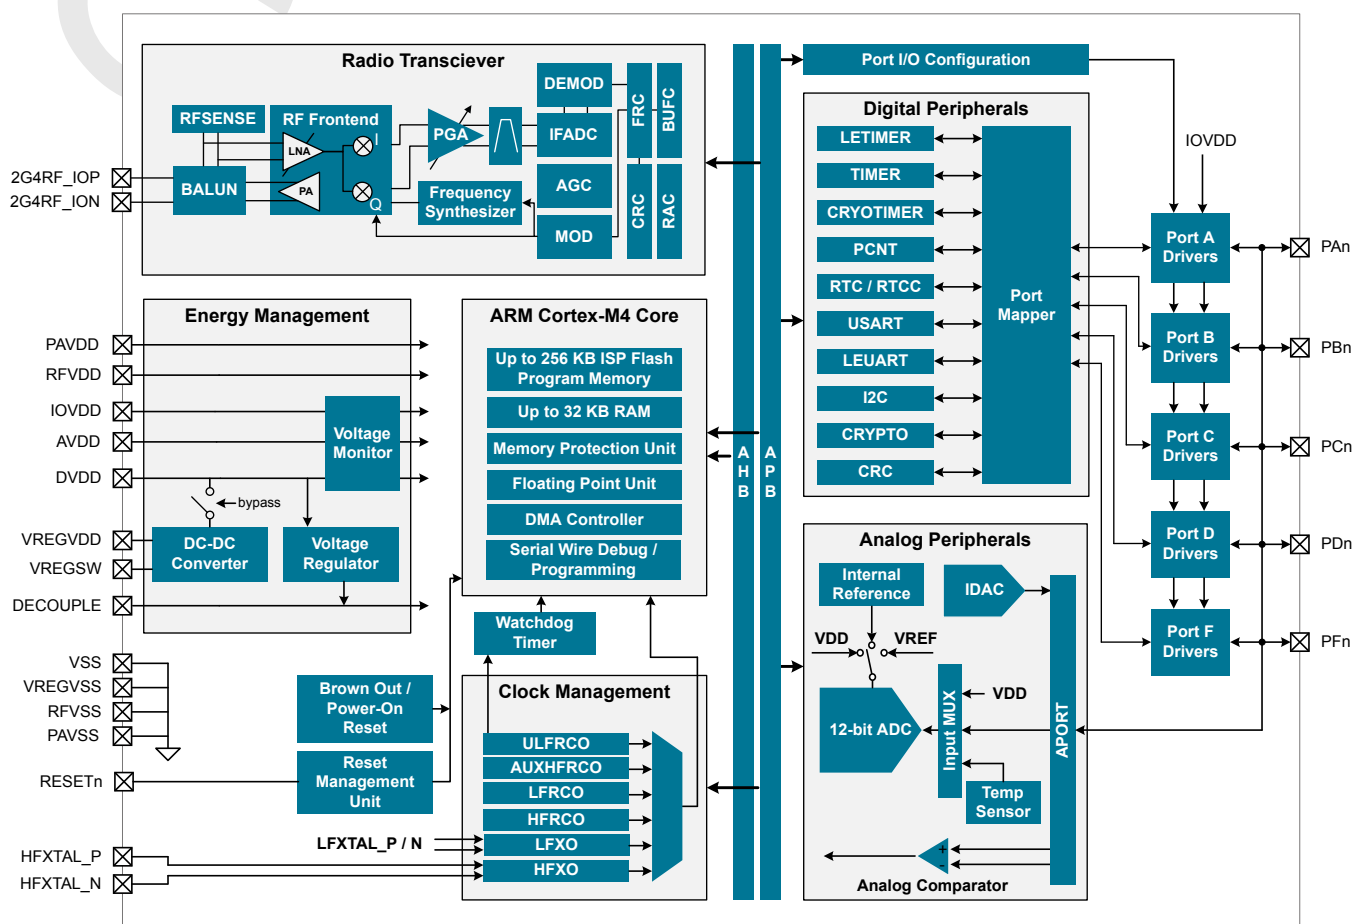 Radio Transciever
RFSENSE
RF Frontend
LNA
I
PA
Q
BALUN
2G4RF_IOP
2G4RF_ION
PGA
Frequency
Synthesizer
DEMOD
IFADC
AGC
MOD
FRC
BUFC
CRC
RAC
Energy Management
PAVDD
RFVDD
IOVDD
AVDD
DVDD
VREGVDD
VREGSW
DECOUPLE
Voltage
Monitor
bypass
DC-DC
Converter
Voltage
Regulator
VSS
VREGVSS
RFVSS
PAVSS
RESETn
HFXTAL_P
HFXTAL_N
Brown Out /
Power-On
Reset
Reset
Management
Unit
LFXTAL_P / N
ARM Cortex-M4 Core
Up to 256 KB ISP Flash
Program Memory
Up to 32 KB RAM
Memory Protection Unit
Floating Point Unit
DMA Controller
Serial Wire Debug /
Programming
Watchdog
Timer
Clock Management
ULFRCO
AUXHFRCO
LFRCO
HFRCO
LFXO
HFXO
A
H
B
A
P
B
Port I/O Configuration
Digital Peripherals
LETIMER
TIMER
CRYOTIMER
PCNT
RTC / RTCC
USART
LEUART
I2C
CRYPTO
CRC
Port
Mapper
Analog Peripherals
Internal
Reference
IDAC
VDD
VREF
12-bit ADC
Input MUX
VDD
Temp
Sensor
APORT
+
-
Analog Comparator
IOVDD
Port A
Drivers
Port B
Drivers
Port C
Drivers
Port D
Drivers
Port F
Drivers
PAn
PBn
PCn
PDn
PFn